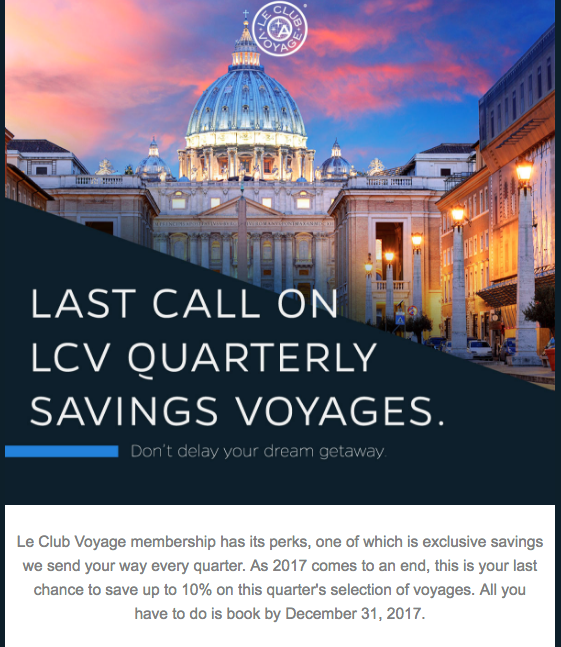 LE CLUB VOYAGE
LAST CALL ON
LCV QUARTERLY
SAVINGS VOYAGES.
Don't delay your dream getaway.
Le Club Voyage membership has its perks, one of which is exclusive savings
we send your way every quarter. As 2017 comes to an end, this is your last
chance to save up to 10% on this quarter's selection of voyages. All you
have to do is book by December 31, 2017.